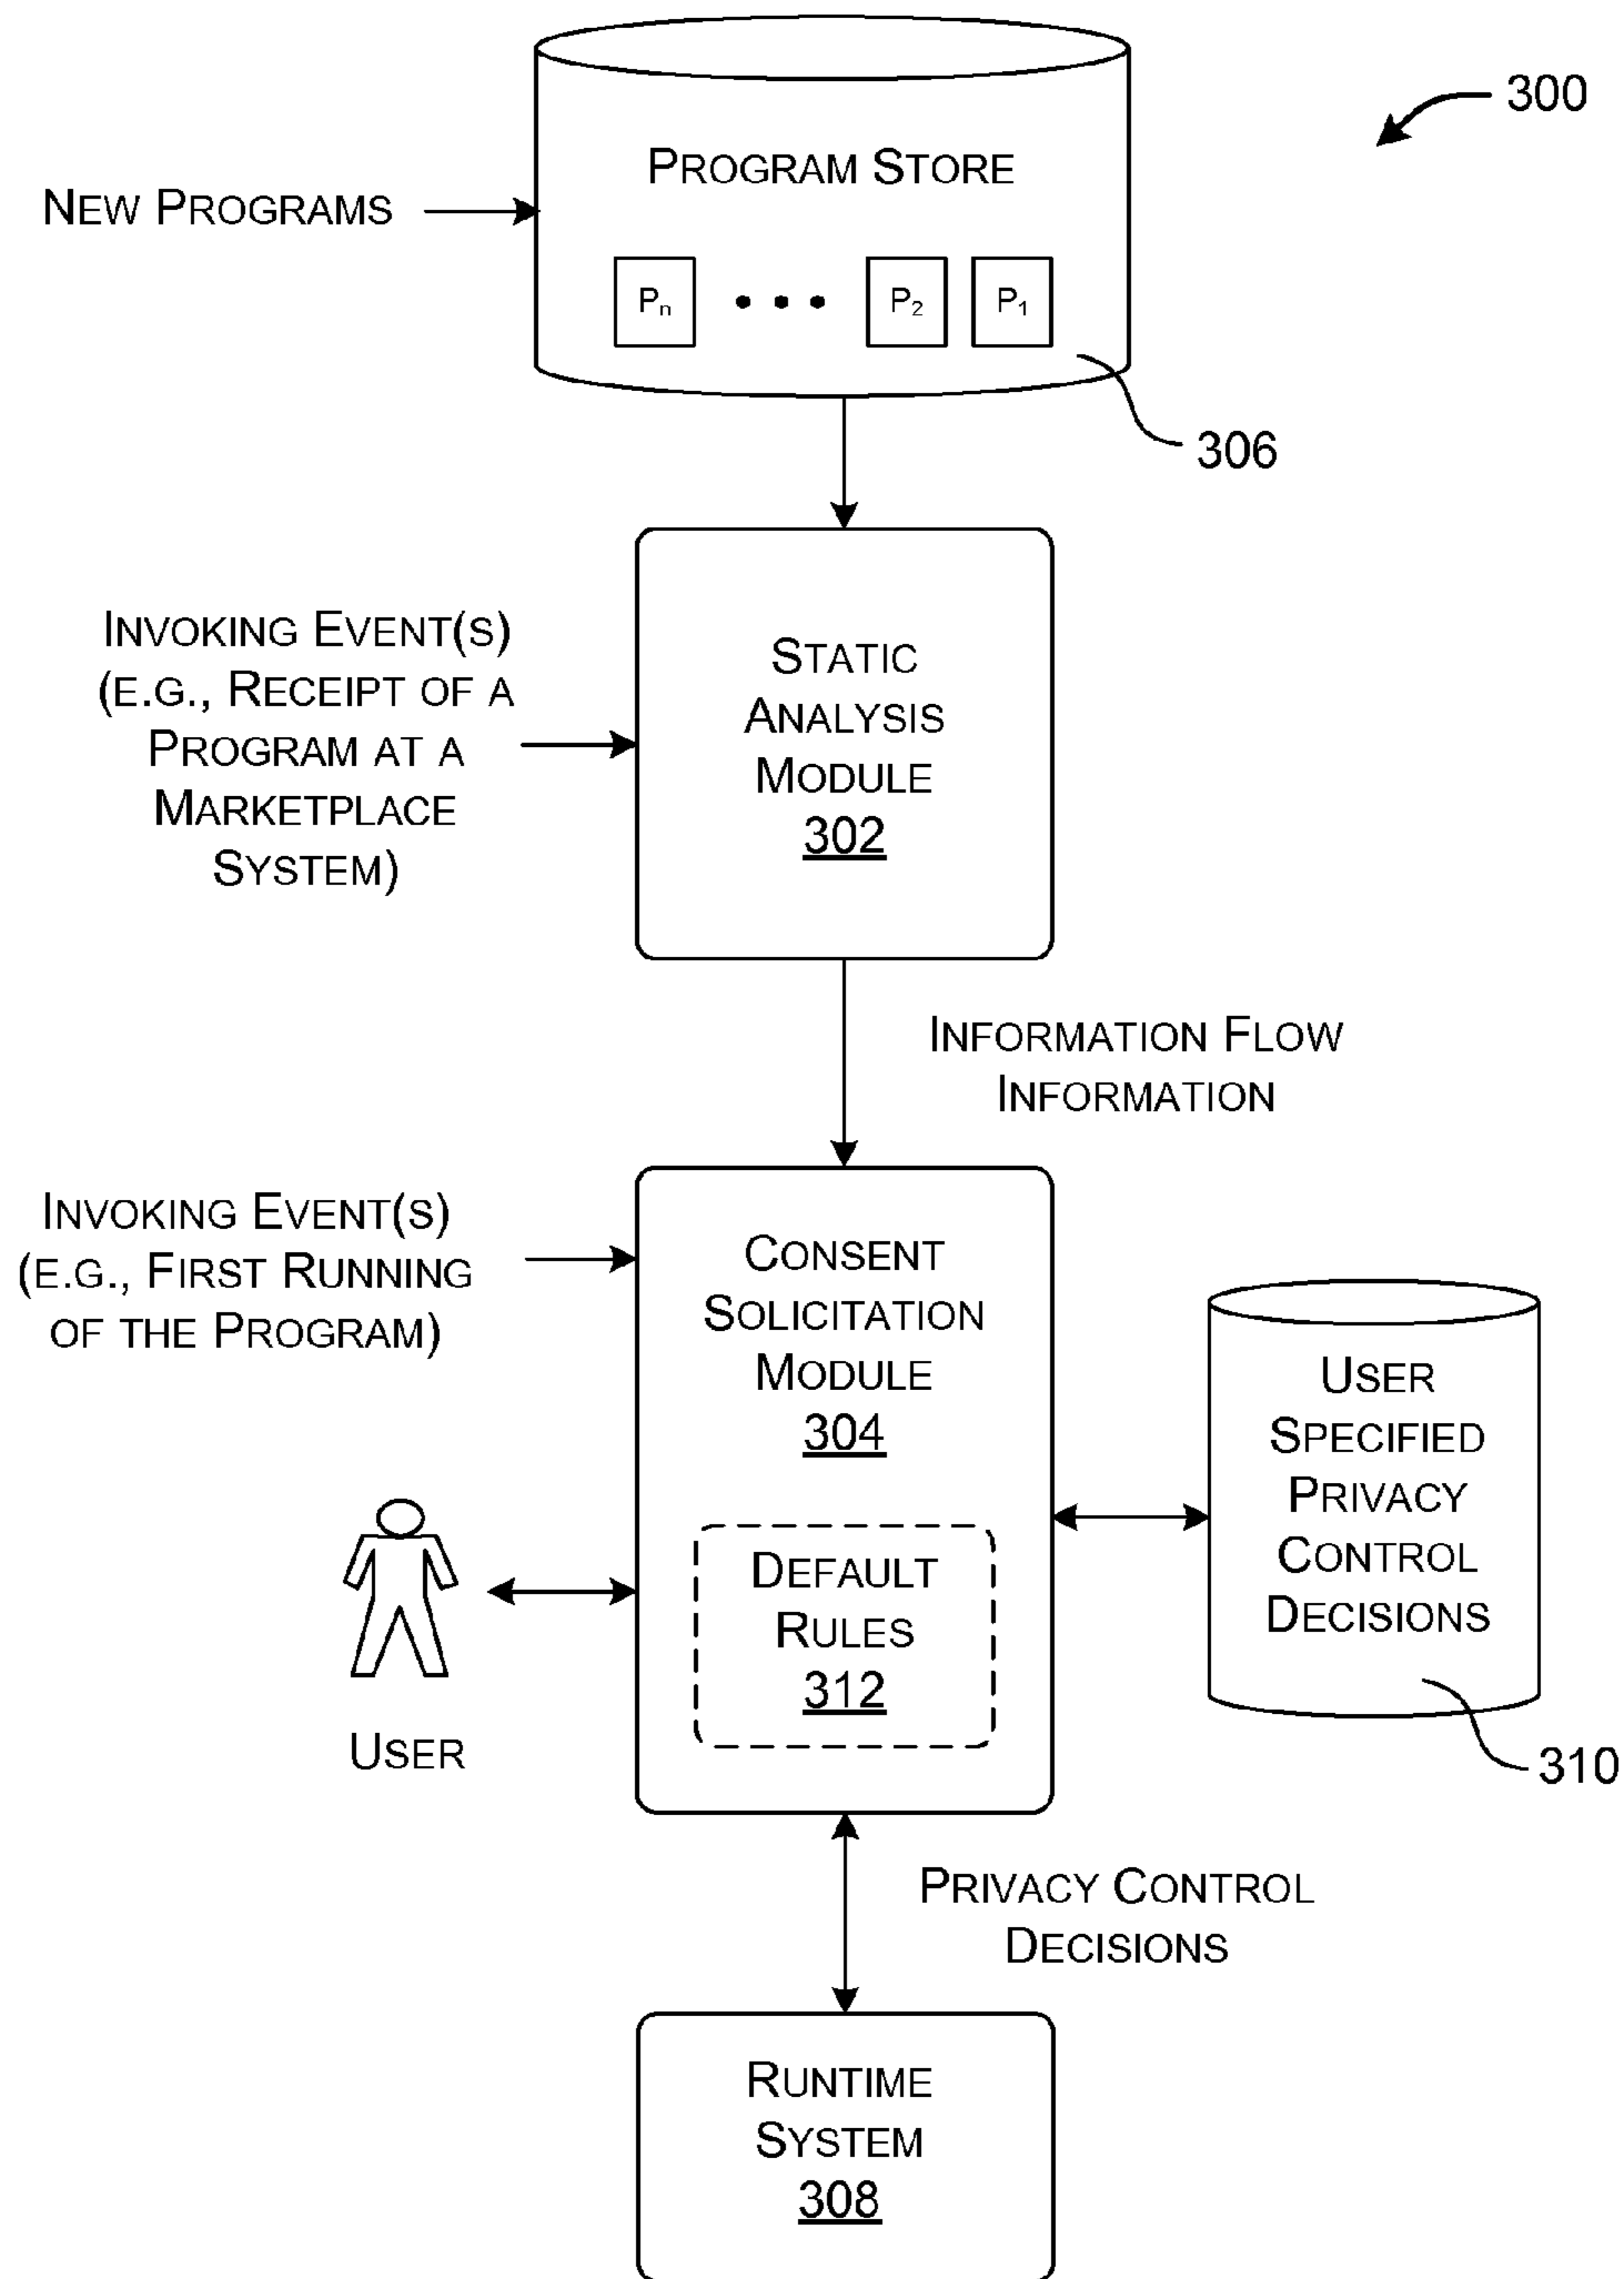 300
PROGRAM STORE
NEW PROGRAMS
Pn • • • P2 P1
306
INVOKING EVENT(S)
(E.G., RECEIPT OF A
PROGRAM AT A
MARKETPLACE
SYSTEM)
STATIC
ANALYSIS
MODULE
302
INFORMATION FLOW
INFORMATION
INVOKING EVENT(S)
(E.G., FIRST RUNNING
OF THE PROGRAM)
CONSENT
SOLICITATION
MODULE
304
DEFAULT
RULES
312
USER
USER
SPECIFIED
PRIVACY
CONTROL
DECISIONS
310
PRIVACY CONTROL
DECISIONS
RUNTIME
SYSTEM
308